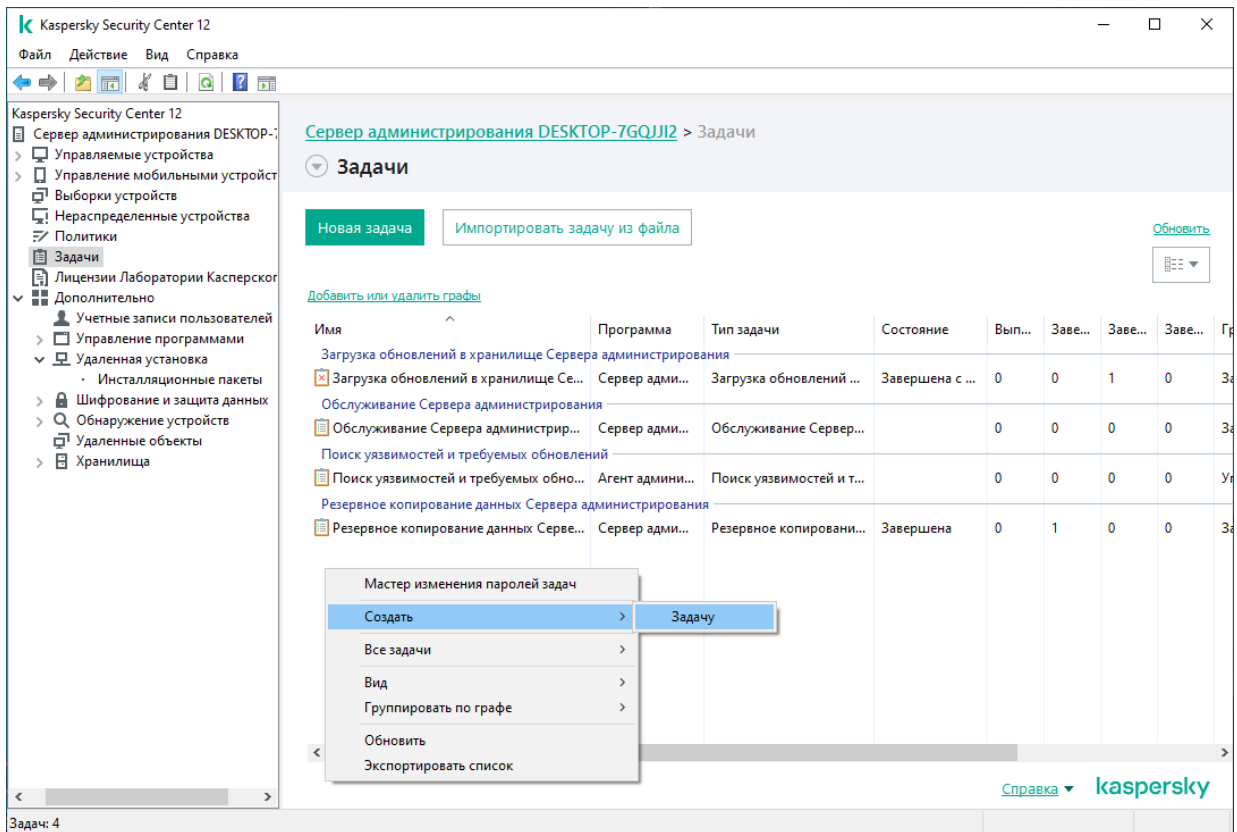 Kaspersky Security Center 12
Файл Действие Вид Справка
Kaspersky Security Center 12
Сервер администрирования DESKTOP-7
Управляемые устройства
Управление мобильными устройст
Выборки устройств
Нераспределенные устройства
Политики
Задачи
Лицензии Лаборатории Касперског
Дополнительно
Учетные записи пользователей
Управление программами
Удаленная установка
Инсталляционные пакеты
Шифрование и защита данных
Обнаружение устройств
Удаленные объекты
Хранилища
Сервер администрирования DESKTOP-7GQJJI2 > Задачи
Задачи
Новая задача Импортировать задачу из файла Обновить
Добавить или удалить графы
Имя Программа Тип задачи Состояние Вып... Заве... Заве... Заве... Гр
Загрузка обновлений в хранилище Сервера администрирования
Загрузка обновлений в хранилище Се... Сервер адми... Загрузка обновлений ... Завершена с ... 0 0 1 0 За
Обслуживание Сервера администрирования
Обслуживание Сервера администрир... Сервер адми... Обслуживание Сервер... 0 0 0 0 За
Поиск уязвимостей и требуемых обновлений
Поиск уязвимостей и требуемых обно... Агент админи... Поиск уязвимостей и т... 0 0 0 0 Уп
Резервное копирование данных Сервера администрирования
Резервное копирование данных Серве... Сервер адми... Резервное копировани... Завершена 0 1 0 0 За
Мастер изменения паролей задач
Создать Задачу
Все задачи
Вид
Группировать по графе
Обновить
Экспортировать список
Справка kaspersky
Задач: 4